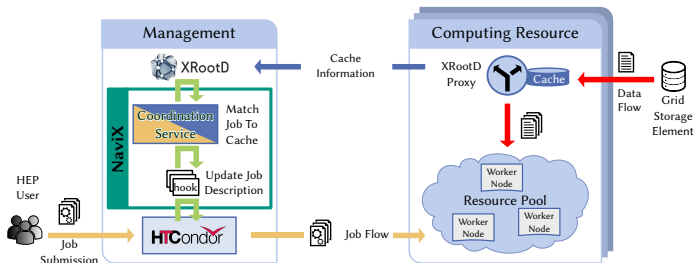 Management
Computing Resource
XRootD
Cache
Information
XRootD
Proxy
Cache
Data
Flow
Grid
Storage
Element
NaviX
Coordination
Service
Match
Job To
Cache
hook
Update Job
Description
HEP
User
Job
Submission
HTCondor
Job Flow
Worker
Node
Resource Pool
Worker
Node
Worker
Node